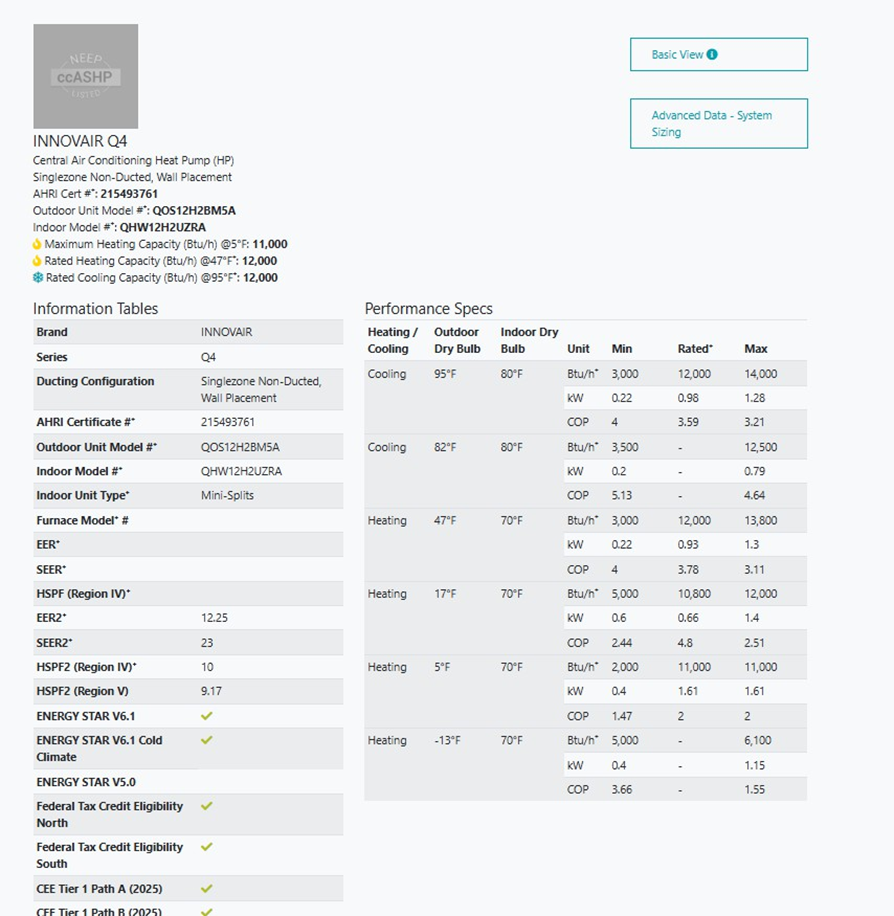 NEEP
ccASHP
LISTED
Basic View
Advanced Data - System
Sizing
INNOVAIR Q4
Central Air Conditioning Heat Pump (HP)
Singlezone Non-Ducted, Wall Placement
AHRI Cert #*: 215493761
Outdoor Unit Model #*: QOS12H2BM5A
Indoor Model #*: QHW12H2UZRA
Maximum Heating Capacity (Btu/h) @5°F: 11,000
Rated Heating Capacity (Btu/h) @47°F*: 12,000
Rated Cooling Capacity (Btu/h) @95°F*: 12,000
Information Tables
Brand INNOVAIR
Series Q4
Ducting Configuration Singlezone Non-Ducted,
Wall Placement
AHRI Certificate #* 215493761
Outdoor Unit Model #* QOS12H2BM5A
Indoor Model #* QHW12H2UZRA
Indoor Unit Type* Mini-Splits
Furnace Model* #
EER*
SEER*
HSPF (Region IV)*
EER2* 12.25
SEER2* 23
HSPF2 (Region IV)* 10
HSPF2 (Region V) 9.17
ENERGY STAR V6.1
ENERGY STAR V6.1 Cold
Climate
ENERGY STAR V5.0
Federal Tax Credit Eligibility
North
Federal Tax Credit Eligibility
South
CEE Tier 1 Path A (2025)
CEE Tier 1 Path B (2025)
Performance Specs
Heating / Outdoor Indoor Dry
Cooling Dry Bulb Bulb Unit Min Rated* Max
Cooling 95°F 80°F Btu/h* 3,000 12,000 14,000
kW 0.22 0.98 1.28
COP 4 3.59 3.21
Cooling 82°F 80°F Btu/h* 3,500 - 12,500
kW 0.2 - 0.79
COP 5.13 - 4.64
Heating 47°F 70°F Btu/h* 3,000 12,000 13,800
kW 0.22 0.93 1.3
COP 4 3.78 3.11
Heating 17°F 70°F Btu/h* 5,000 10,800 12,000
kW 0.6 0.66 1.4
COP 2.44 4.8 2.51
Heating 5°F 70°F Btu/h* 2,000 11,000 11,000
kW 0.4 1.61 1.61
COP 1.47 2 2
Heating -13°F 70°F Btu/h* 5,000 - 6,100
kW 0.4 - 1.15
COP 3.66 - 1.55